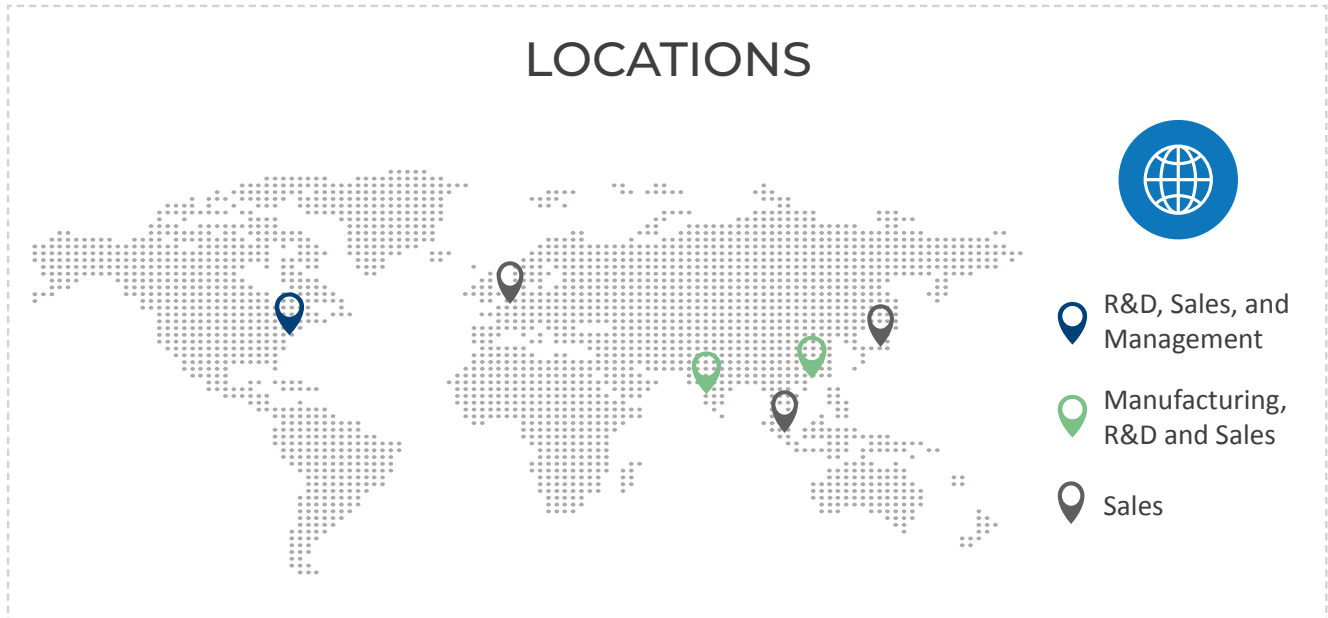 LOCATIONS
R&D, Sales, and
Management
Manufacturing,
R&D and Sales
Sales